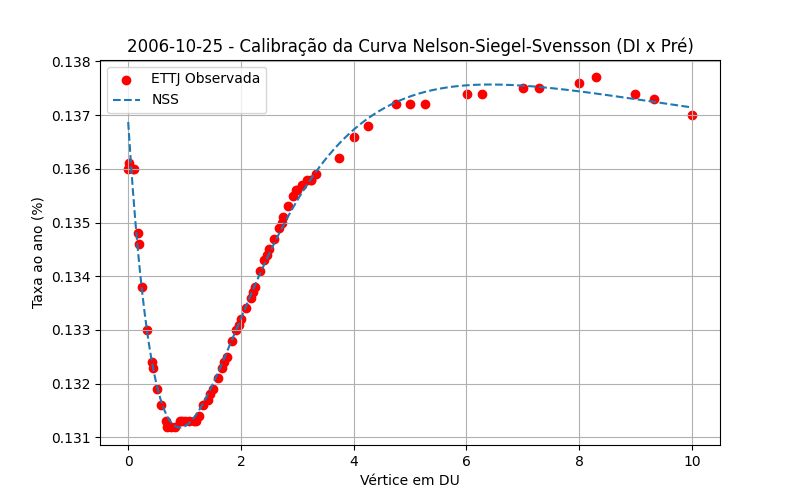 2006-10-25 - Calibração da Curva Nelson-Siegel-Svensson (DI x Pré)
ETTJ Observada
NSS
Taxa ao ano (%)
0.138
0.137
0.136
0.135
0.134
0.133
0.132
0.131
0 2 4 6 8 10
Vértice em DU